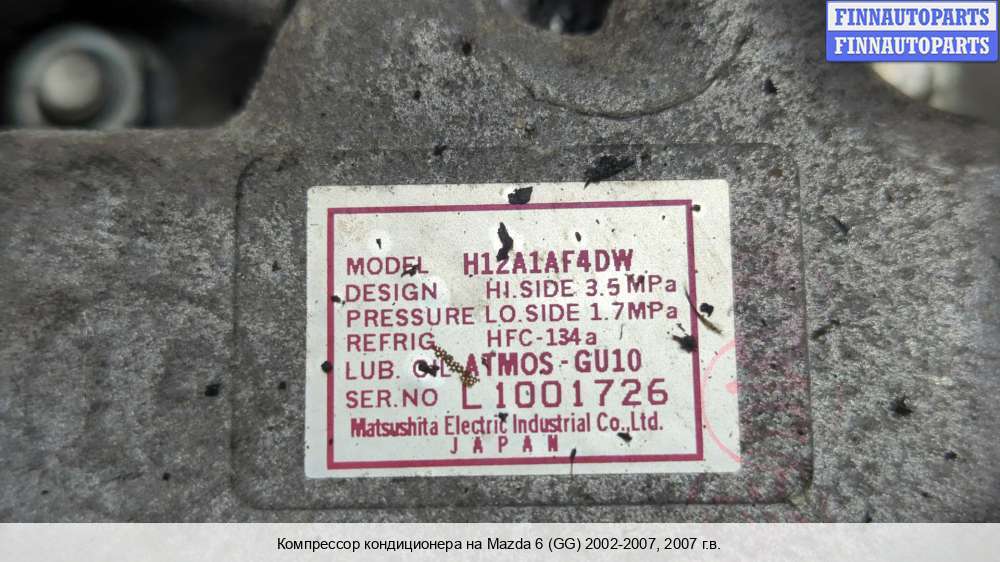 FINNAUTOPARTS
FINNAUTOPARTS
MODEL H12A1AF4DW
DESIGN HI.SIDE 3.5 MPa
PRESSURE LO.SIDE 1.7MPa
REFRIG HFC-134a
LUB. OIL ATMOS-GU10
SER.NO L1001726
Matsushita Electric Industrial Co.,Ltd.
JAPAN
Компрессор кондиционера на Mazda 6 (GG) 2002-2007, 2007 г.в.